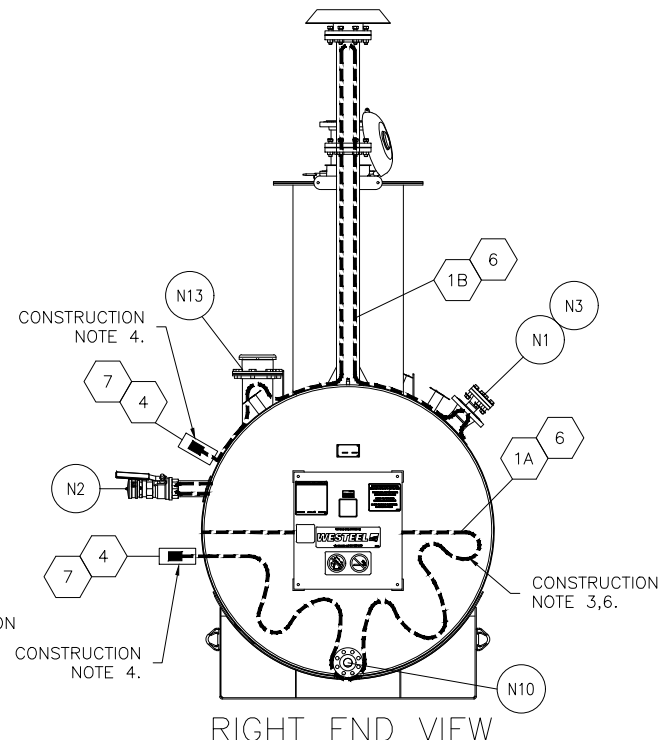 6
1B
N3
N1
N13
CONSTRUCTION
NOTE 4.
7
4
6
1A
N2
WESTEEL
4
7
CONSTRUCTION
NOTE 3,6.
ON
CONSTRUCTION
NOTE 4.
N10
RIGHT END VIEW